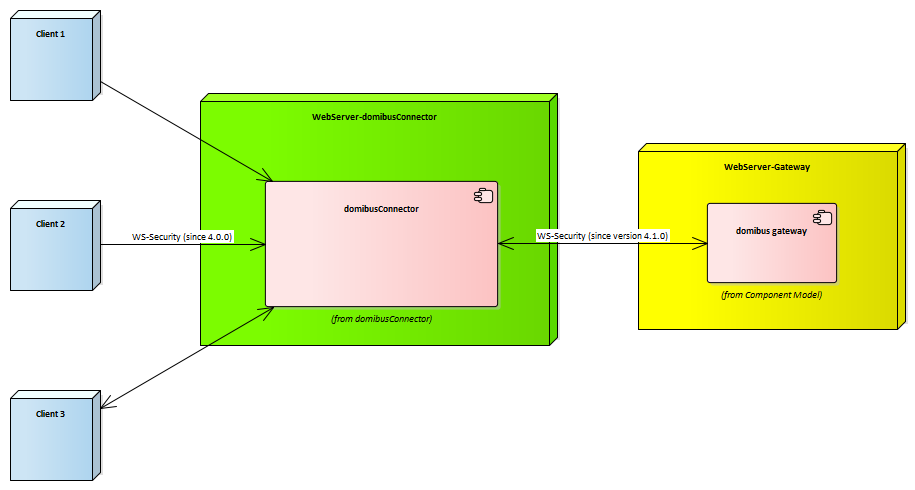 Client 1
WebServer-domibusConnector
WebServer-Gateway
domibusConnector
Client 2
domibus gateway
WS-Security (since 4.0.0)
WS-Security (since version 4.1.0)
(from Component Model)
(from domibusConnector)
Client 3